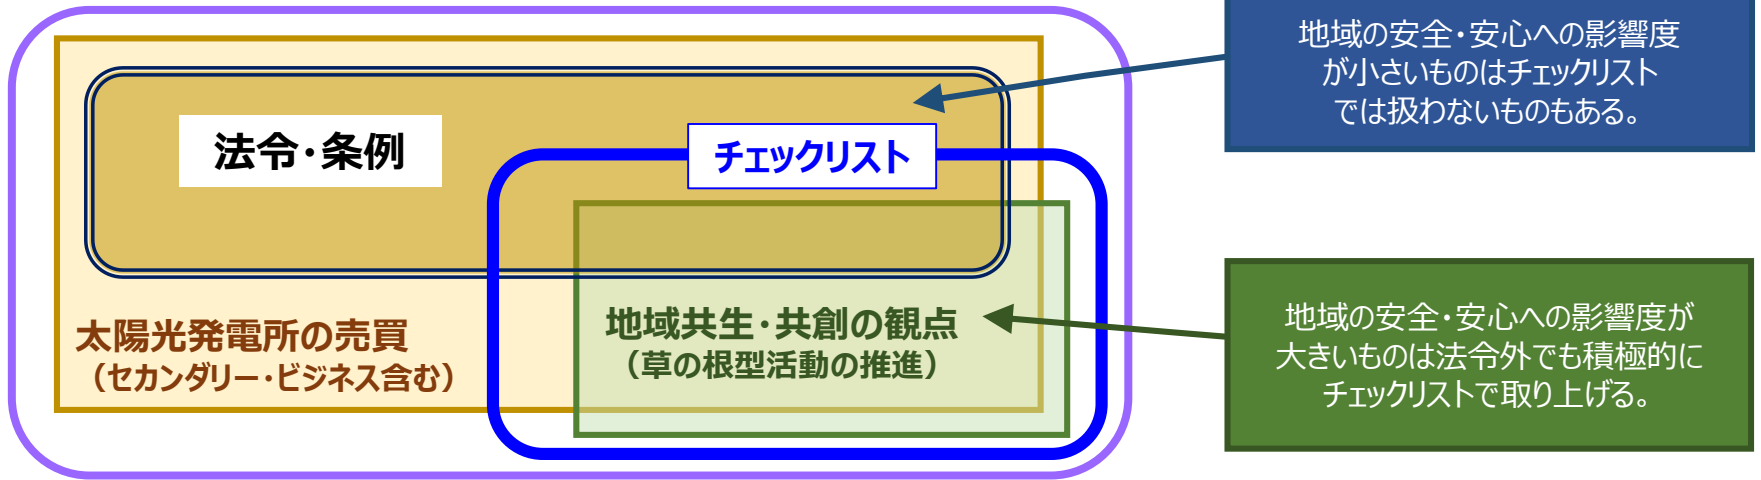 地域の安全・安心への影響度
が小さいものはチェックリスト
では扱わないものもある。
法令・条例
チェックリスト
太陽光発電所の売買
（セカンダリー・ビジネス含む）
地域共生・共創の観点
（草の根型活動の推進）
地域の安全・安心への影響度が
大きいものは法令外でも積極的に
チェックリストで取り上げる。